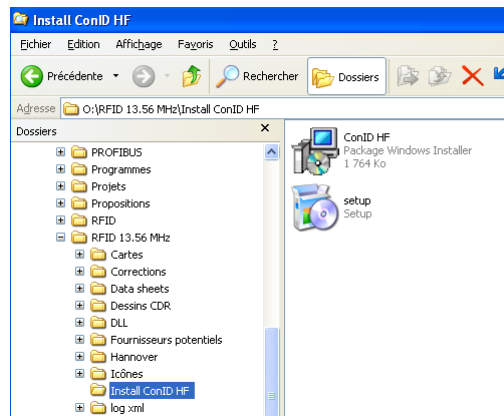 Install ConID HF
Fichier Edition Affichage Favoris Outils ?
Précédente Rechercher Dossiers
Adresse O:\RFID 13.56 MHz\Install ConID HF
Dossiers
PROFIBUS
Programmes
Projets
Propositions
RFID
RFID 13.56 MHz
Cartes
Corrections
Data sheets
Dessins CDR
DLL
Fournisseurs potentiels
Hannover
Icônes
Install ConID HF
log xml
ConID HF
Package Windows Installer
1 764 Ko
setup
Setup